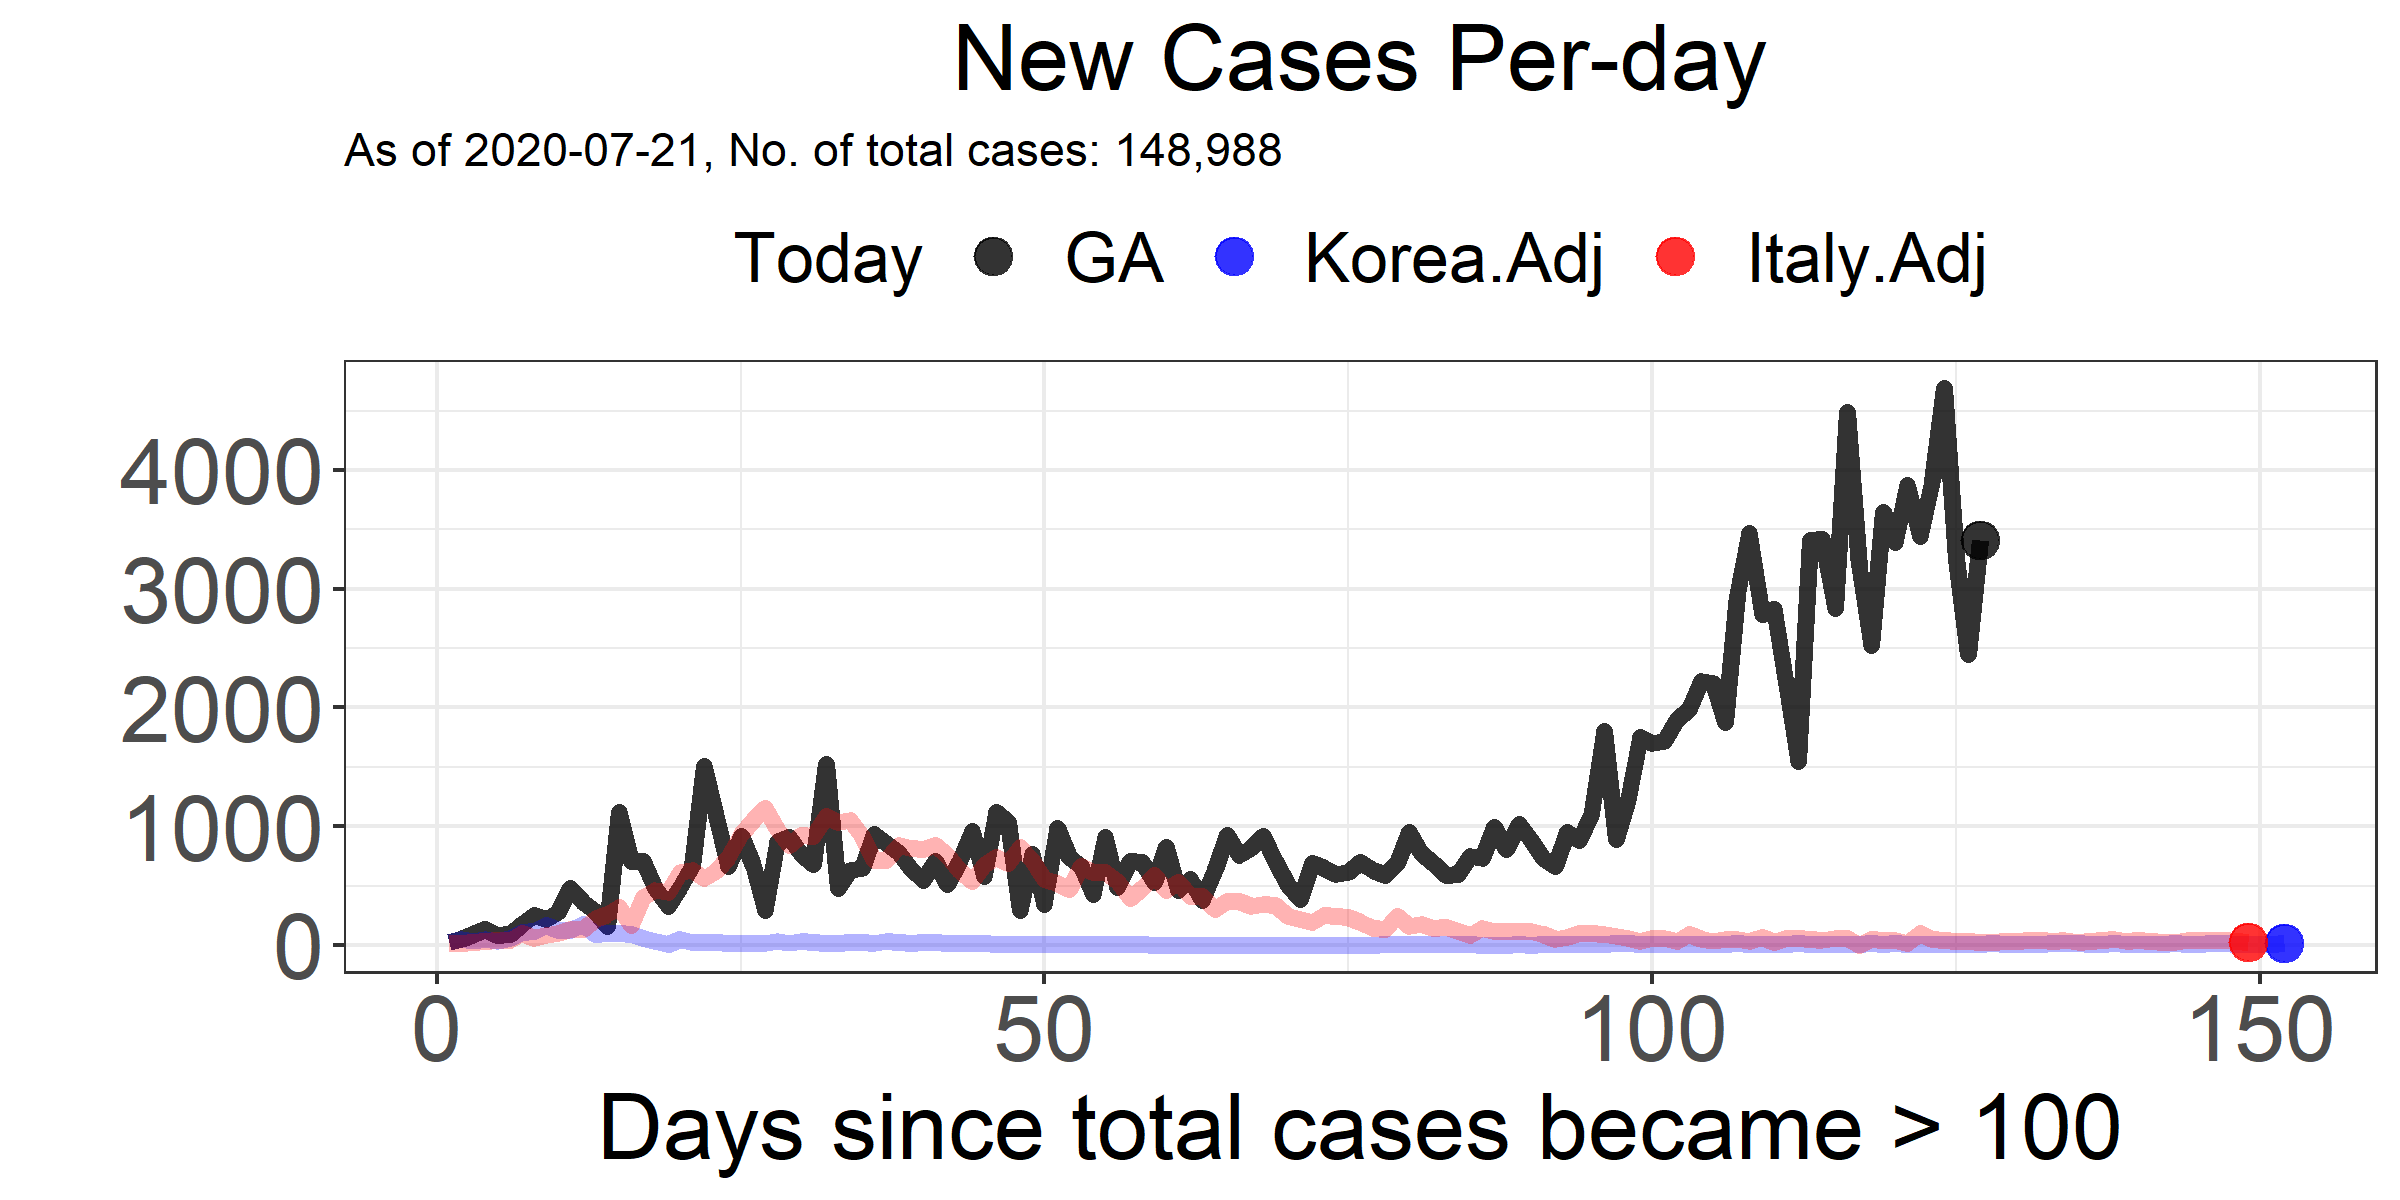 New Cases Per-day
As of 2020-07-21, No. of total cases: 148,988
Today GA Korea.Adj Italy.Adj
4000
3000
2000
1000
0
0 50 100 150
Days since total cases became > 100